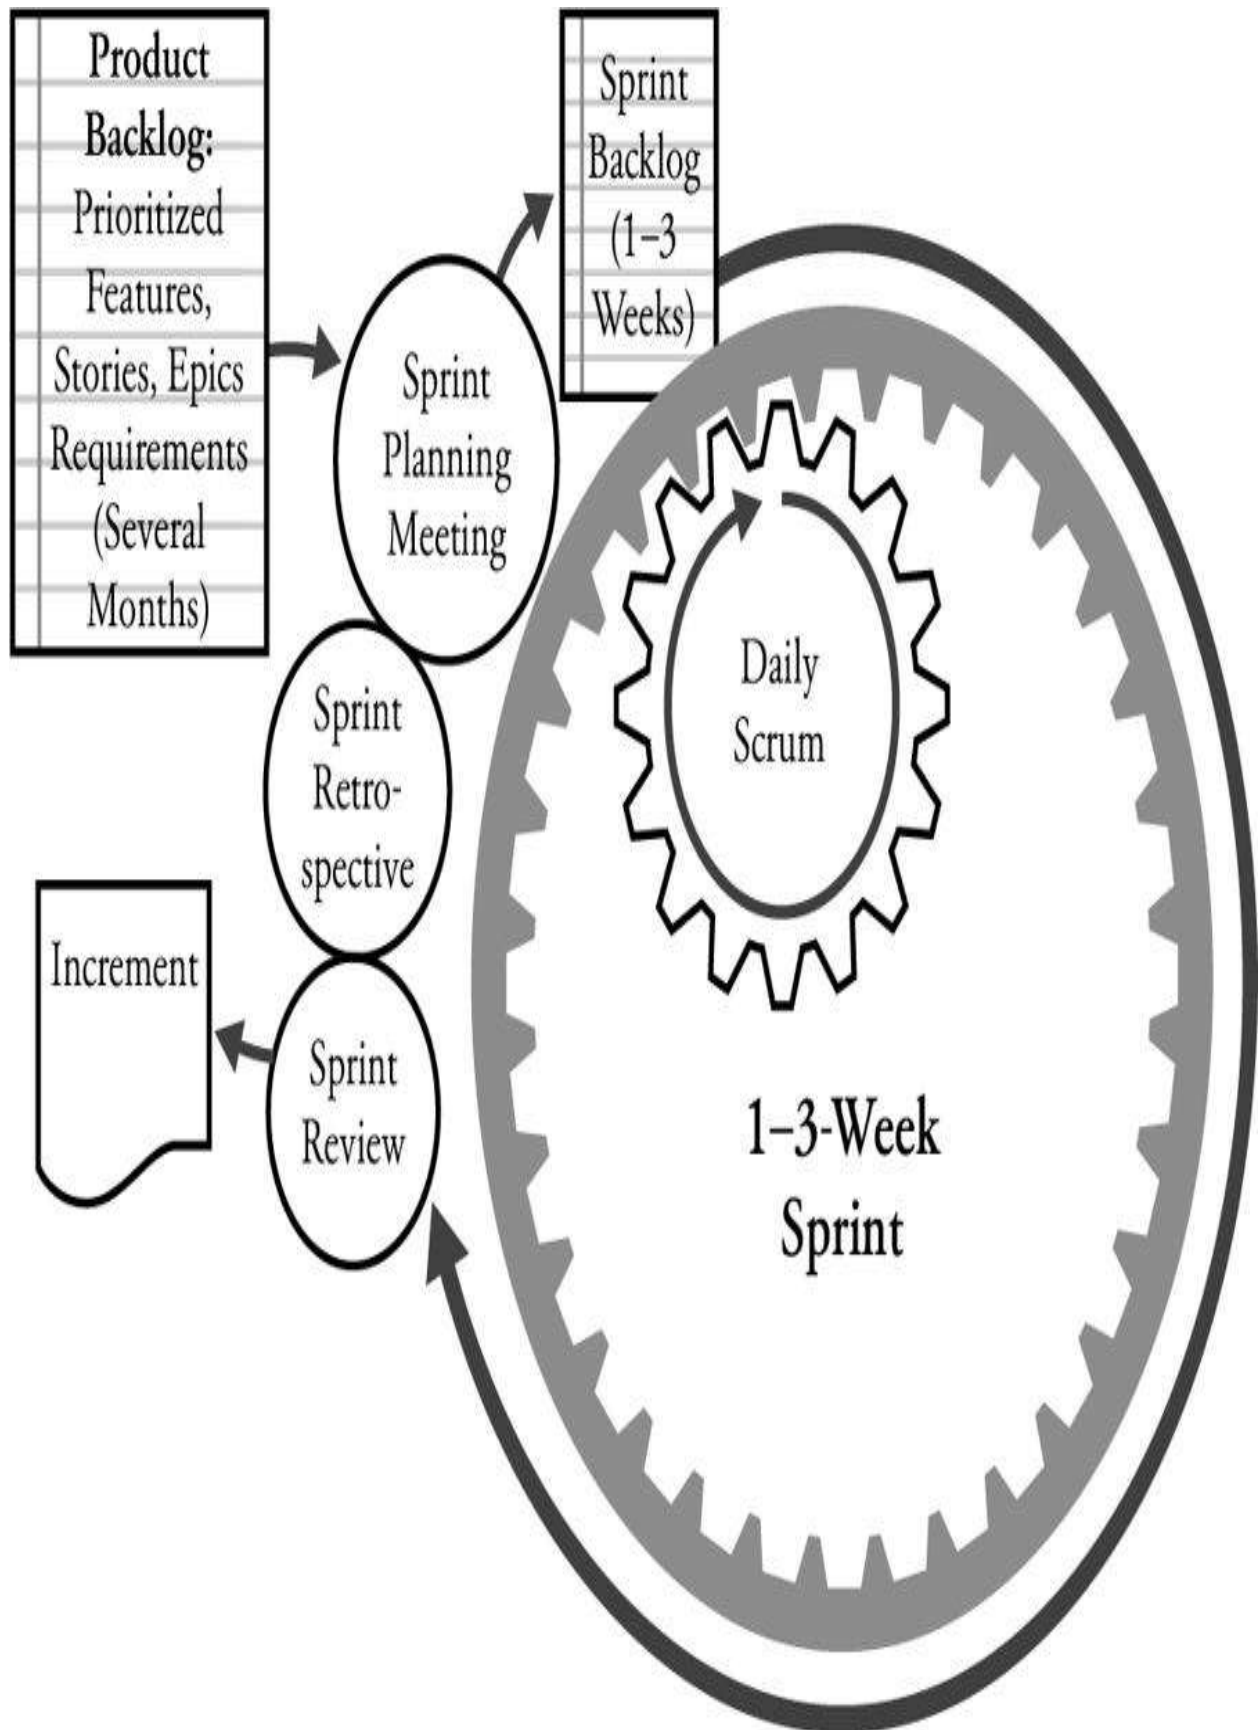 Product
Backlog:
Prioritized
Features,
Stories, Epics
Requirements
(Several
Months)
Sprint
Backlog
(1–3
Weeks)
Sprint
Planning
Meeting
Daily
Scrum
Sprint
Retro-
spective
Increment
Sprint
Review
1–3-Week
Sprint